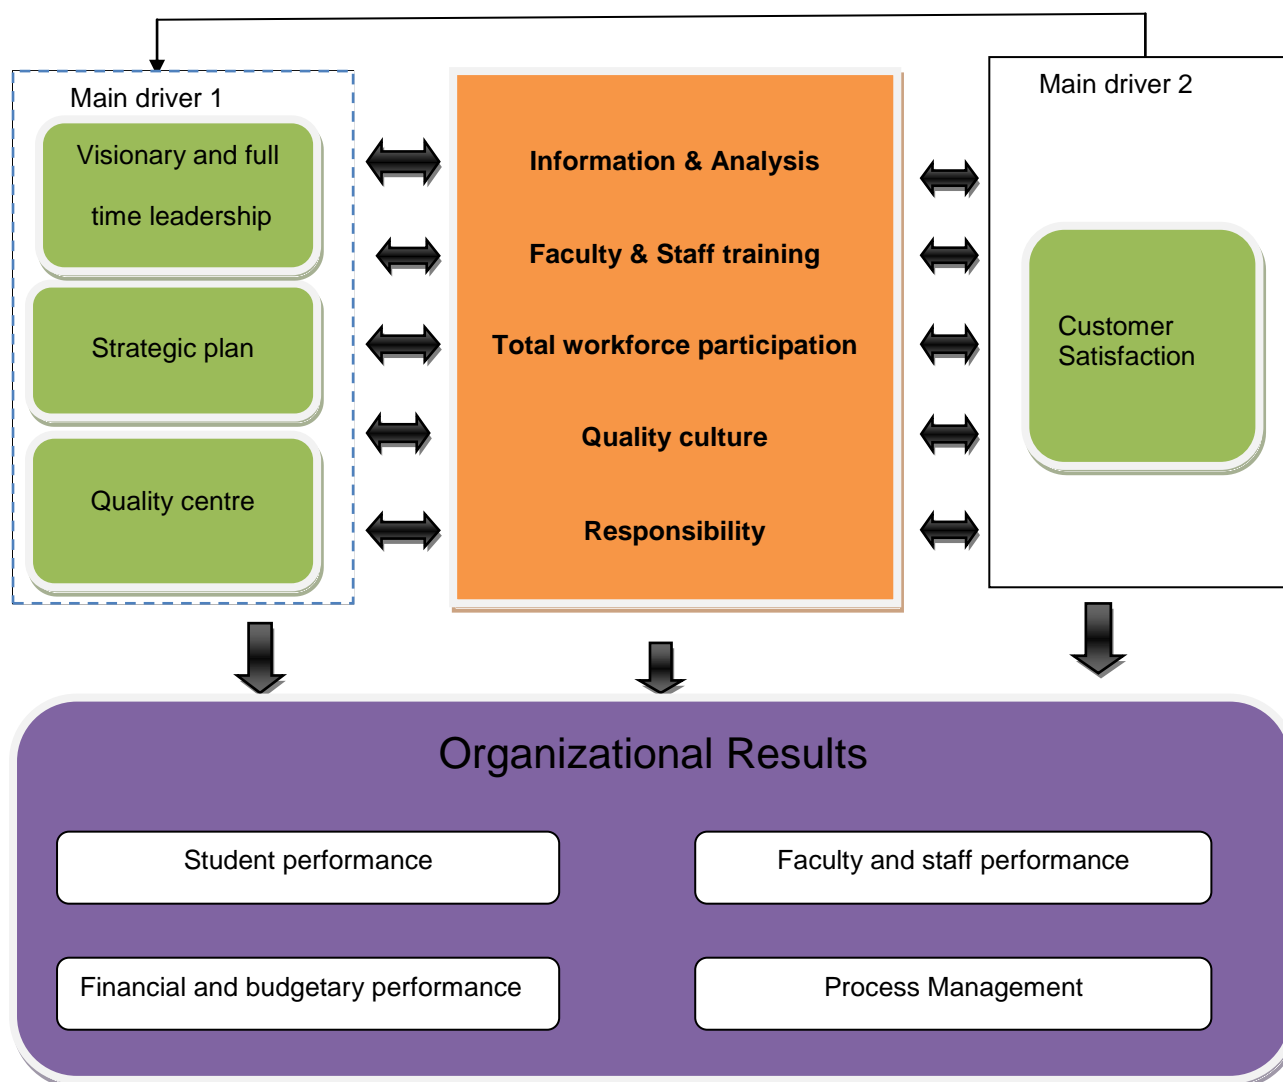 Main driver 1
Visionary and full
time leadership
Strategic plan
Quality centre
Information & Analysis
Faculty & Staff training
Total workforce participation
Quality culture
Responsibility
Main driver 2
Customer
Satisfaction
Organizational Results
Student performance
Faculty and staff performance
Financial and budgetary performance
Process Management